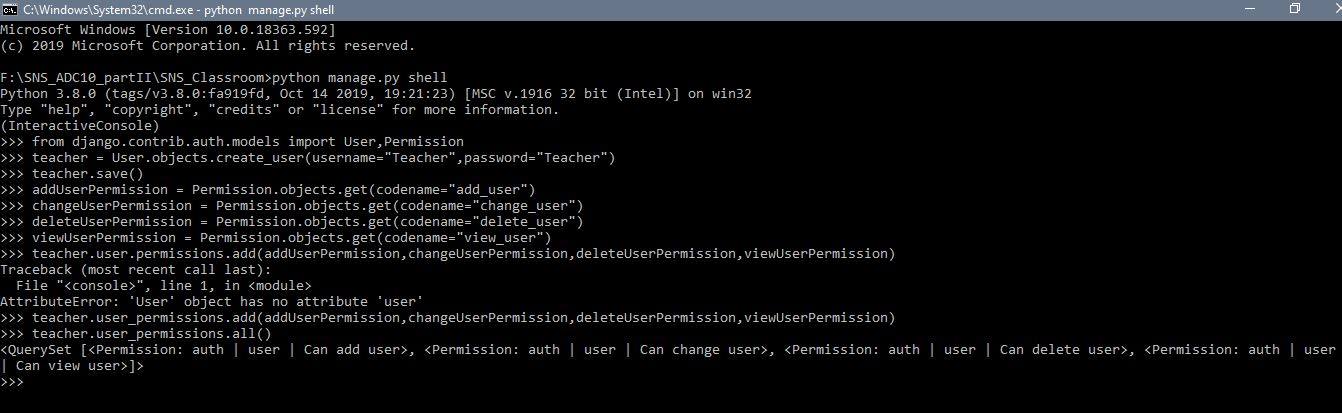 C:\Windows\System32\cmd.exe - python  manage.py shell
Microsoft Windows [Version 10.0.18363.592]
(c) 2019 Microsoft Corporation. All rights reserved.
F:\SNS_ADC10_partII\SNS_Classroom>python manage.py shell
Python 3.8.0 (tags/v3.8.0:fa919fd, Oct 14 2019, 19:21:23) [MSC v.1916 32 bit (Intel)] on win32
Type "help", "copyright", "credits" or "license" for more information.
(InteractiveConsole)
>>> from django.contrib.auth.models import User,Permission
>>> teacher = User.objects.create_user(username="Teacher",password="Teacher")
>>> teacher.save()
>>> addUserPermission = Permission.objects.get(codename="add_user")
>>> changeUserPermission = Permission.objects.get(codename="change_user")
>>> deleteUserPermission = Permission.objects.get(codename="delete_user")
>>> viewUserPermission = Permission.objects.get(codename="view_user")
>>> teacher.user.permissions.add(addUserPermission,changeUserPermission,deleteUserPermission,viewUserPermission)
Traceback (most recent call last):
  File "<console>", line 1, in <module>
AttributeError: 'User' object has no attribute 'user'
>>> teacher.user_permissions.add(addUserPermission,changeUserPermission,deleteUserPermission,viewUserPermission)
>>> teacher.user_permissions.all()
<QuerySet [<Permission: auth | user | Can add user>, <Permission: auth | user | Can change user>, <Permission: auth | user | Can delete user>, <Permission: auth | user
| Can view user>]>
>>>